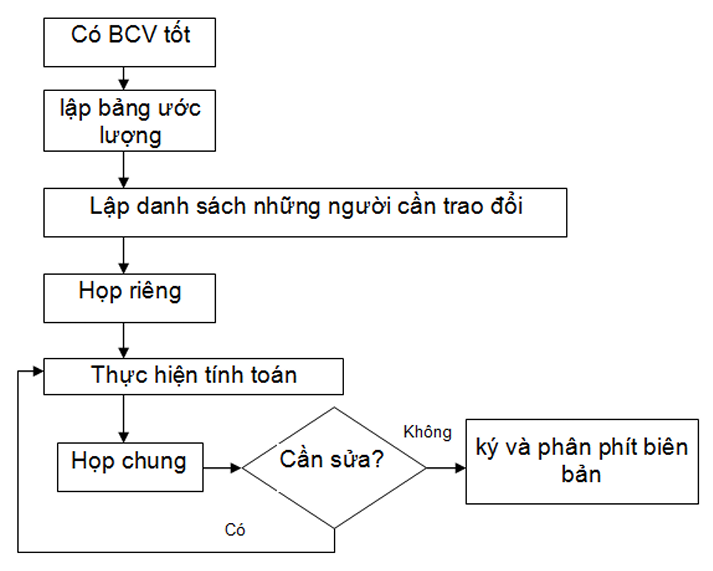 Có BCV tốt
lập bảng ước
lượng
Lập danh sách những người cần trao đổi
Họp riêng
Thực hiện tính toán
Họp chung
Cần sửa?
Không
ký và phân phít biên
bản
Có